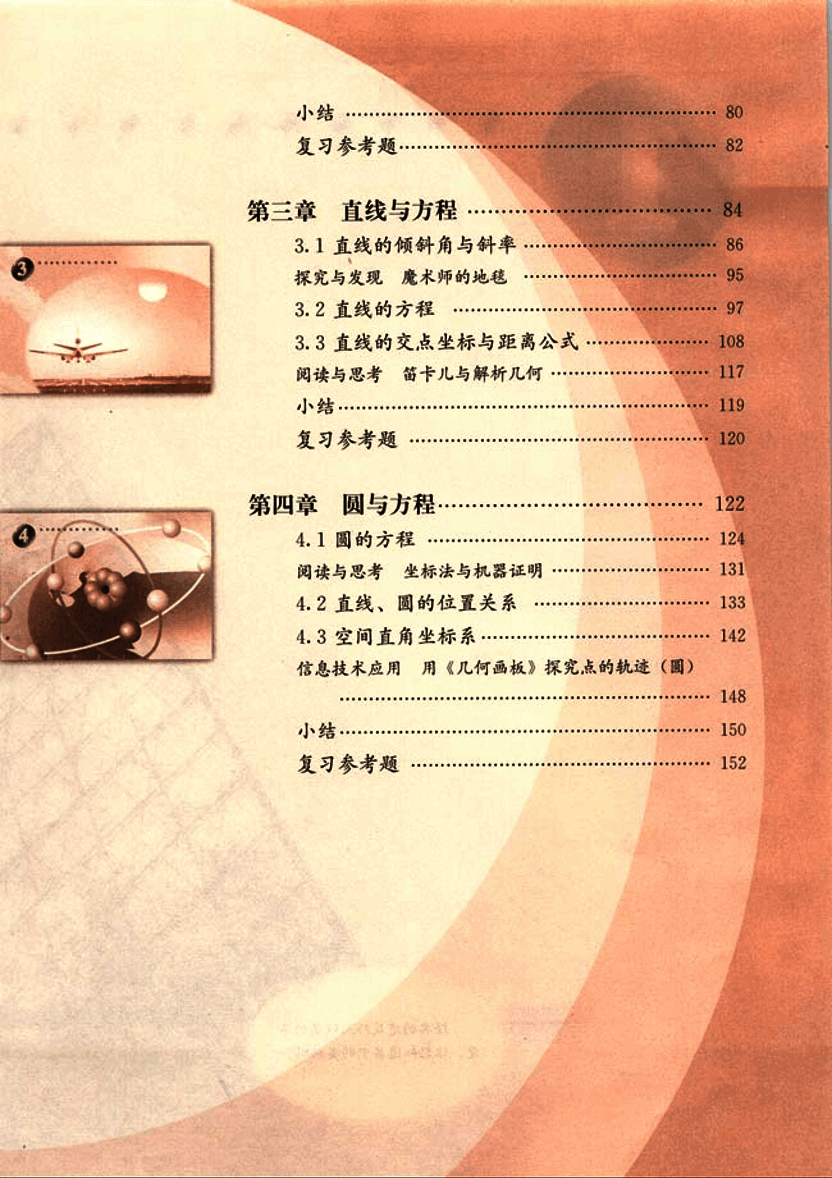 小结 …… 80
复习参考题 …… 82
第三章 直线与方程 …… 84
3.1 直线的倾斜角与斜率 …… 86
探究与发现 魔术师的地毯 …… 95
3.2 直线的方程 …… 97
3.3 直线的交点坐标与距离公式 …… 108
阅读与思考 笛卡儿与解析几何 …… 117
小结 …… 119
复习参考题 …… 120
3
第四章 圆与方程 …… 122
4.1 圆的方程 …… 124
阅读与思考 坐标法与机器证明 …… 131
4.2 直线、圆的位置关系 …… 133
4.3 空间直角坐标系 …… 142
信息技术应用 用《几何画板》探究点的轨迹（圆）
…… 148
小结 …… 150
复习参考题 …… 152
4